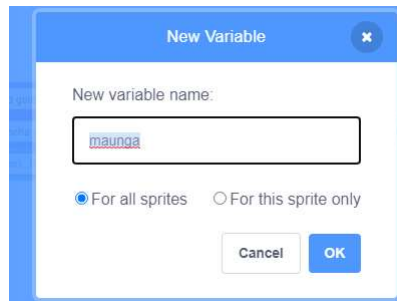 New Variable
New variable name:
maunga
For all sprites For this sprite only
Cancel OK